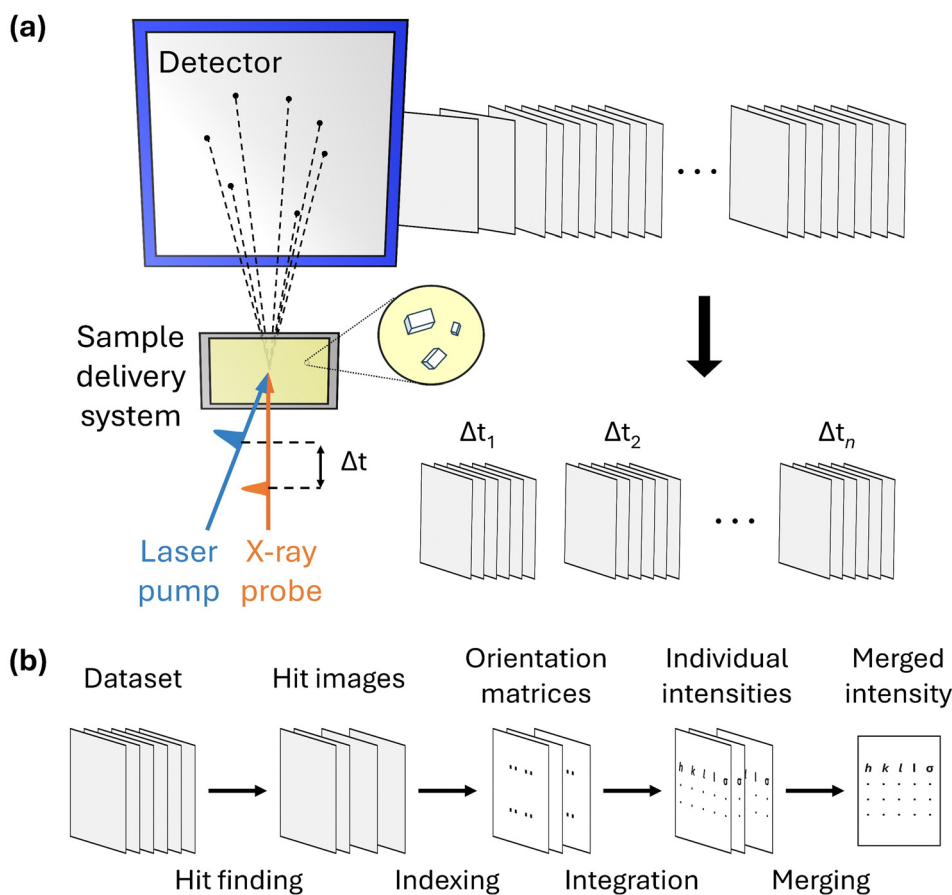 (a)
Detector
Sample
delivery
system
Δt
Laser
pump
X-ray
probe
Δt1
Δt2
Δtn
(b)
Dataset
Hit images
Orientation
matrices
Individual
intensities
Merged
intensity
h k l I σ
σ
l I σ
h k l I σ
Hit finding
Indexing
Integration
Merging